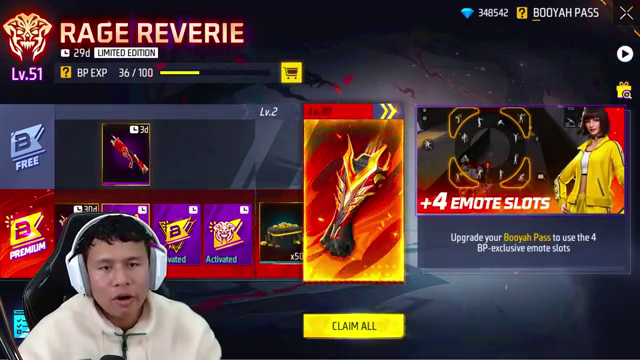 RAGE REVERIE
348542
BOOYAH PASS
29d
LIMITED EDITION
Lv.51
BP EXP
36 / 100
Lv.2
FREE
3d
30d
PREMIUM
Activated
x50
+4 EMOTE SLOTS
Upgrade your Booyah Pass to use the 4
BP-exclusive emote slots
CLAIM ALL